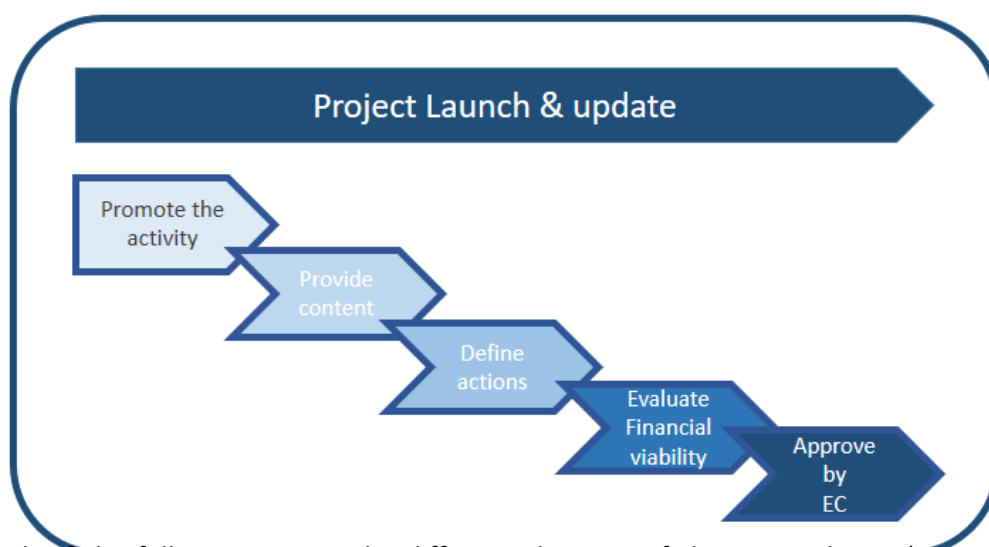 Project Launch & update
Promote the
activity
Provide
content
Define
actions
Evaluate
Financial
viability
Approve
by
EC